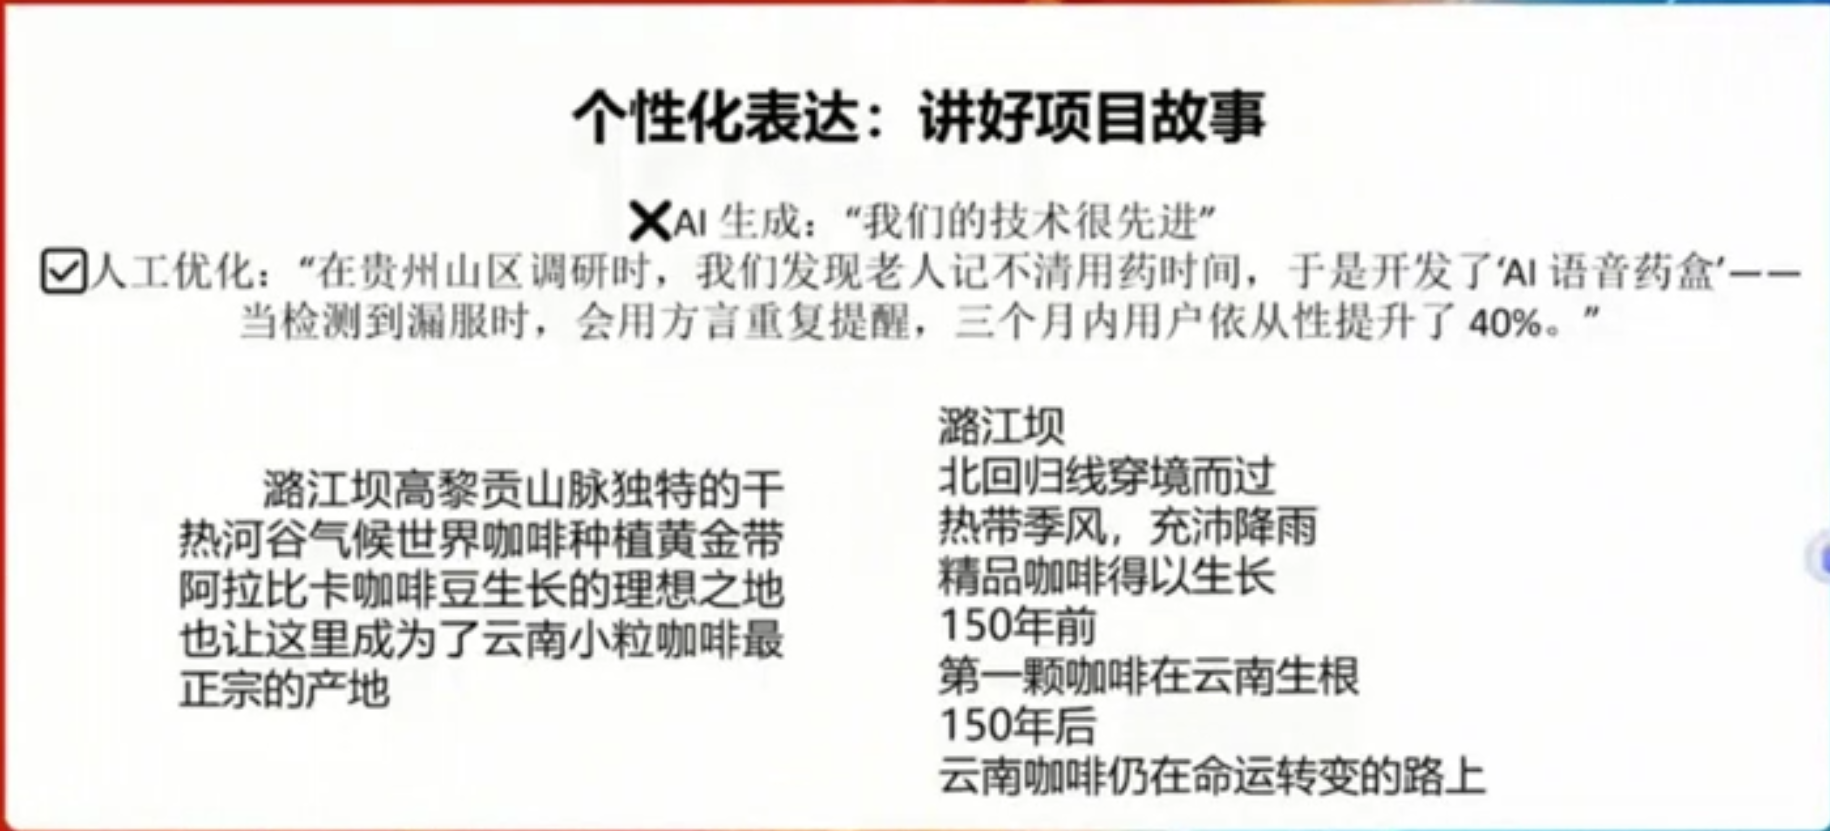 个性化表达：讲好项目故事
❌AI 生成：“我们的技术很先进”
☑人工优化：“在贵州山区调研时，我们发现老人记不清用药时间，于是开发了‘AI 语音药盒’——
当检测到漏服时，会用方言重复提醒，三个月内用户依从性提升了 40%。”
潞江坝高黎贡山脉独特的干
热河谷气候世界咖啡种植黄金带
阿拉比卡咖啡豆生长的理想之地
也让这里成为了云南小粒咖啡最
正宗的产地
潞江坝
北回归线穿境而过
热带季风，充沛降雨
精品咖啡得以生长
150年前
第一颗咖啡在云南生根
150年后
云南咖啡仍在命运转变的路上